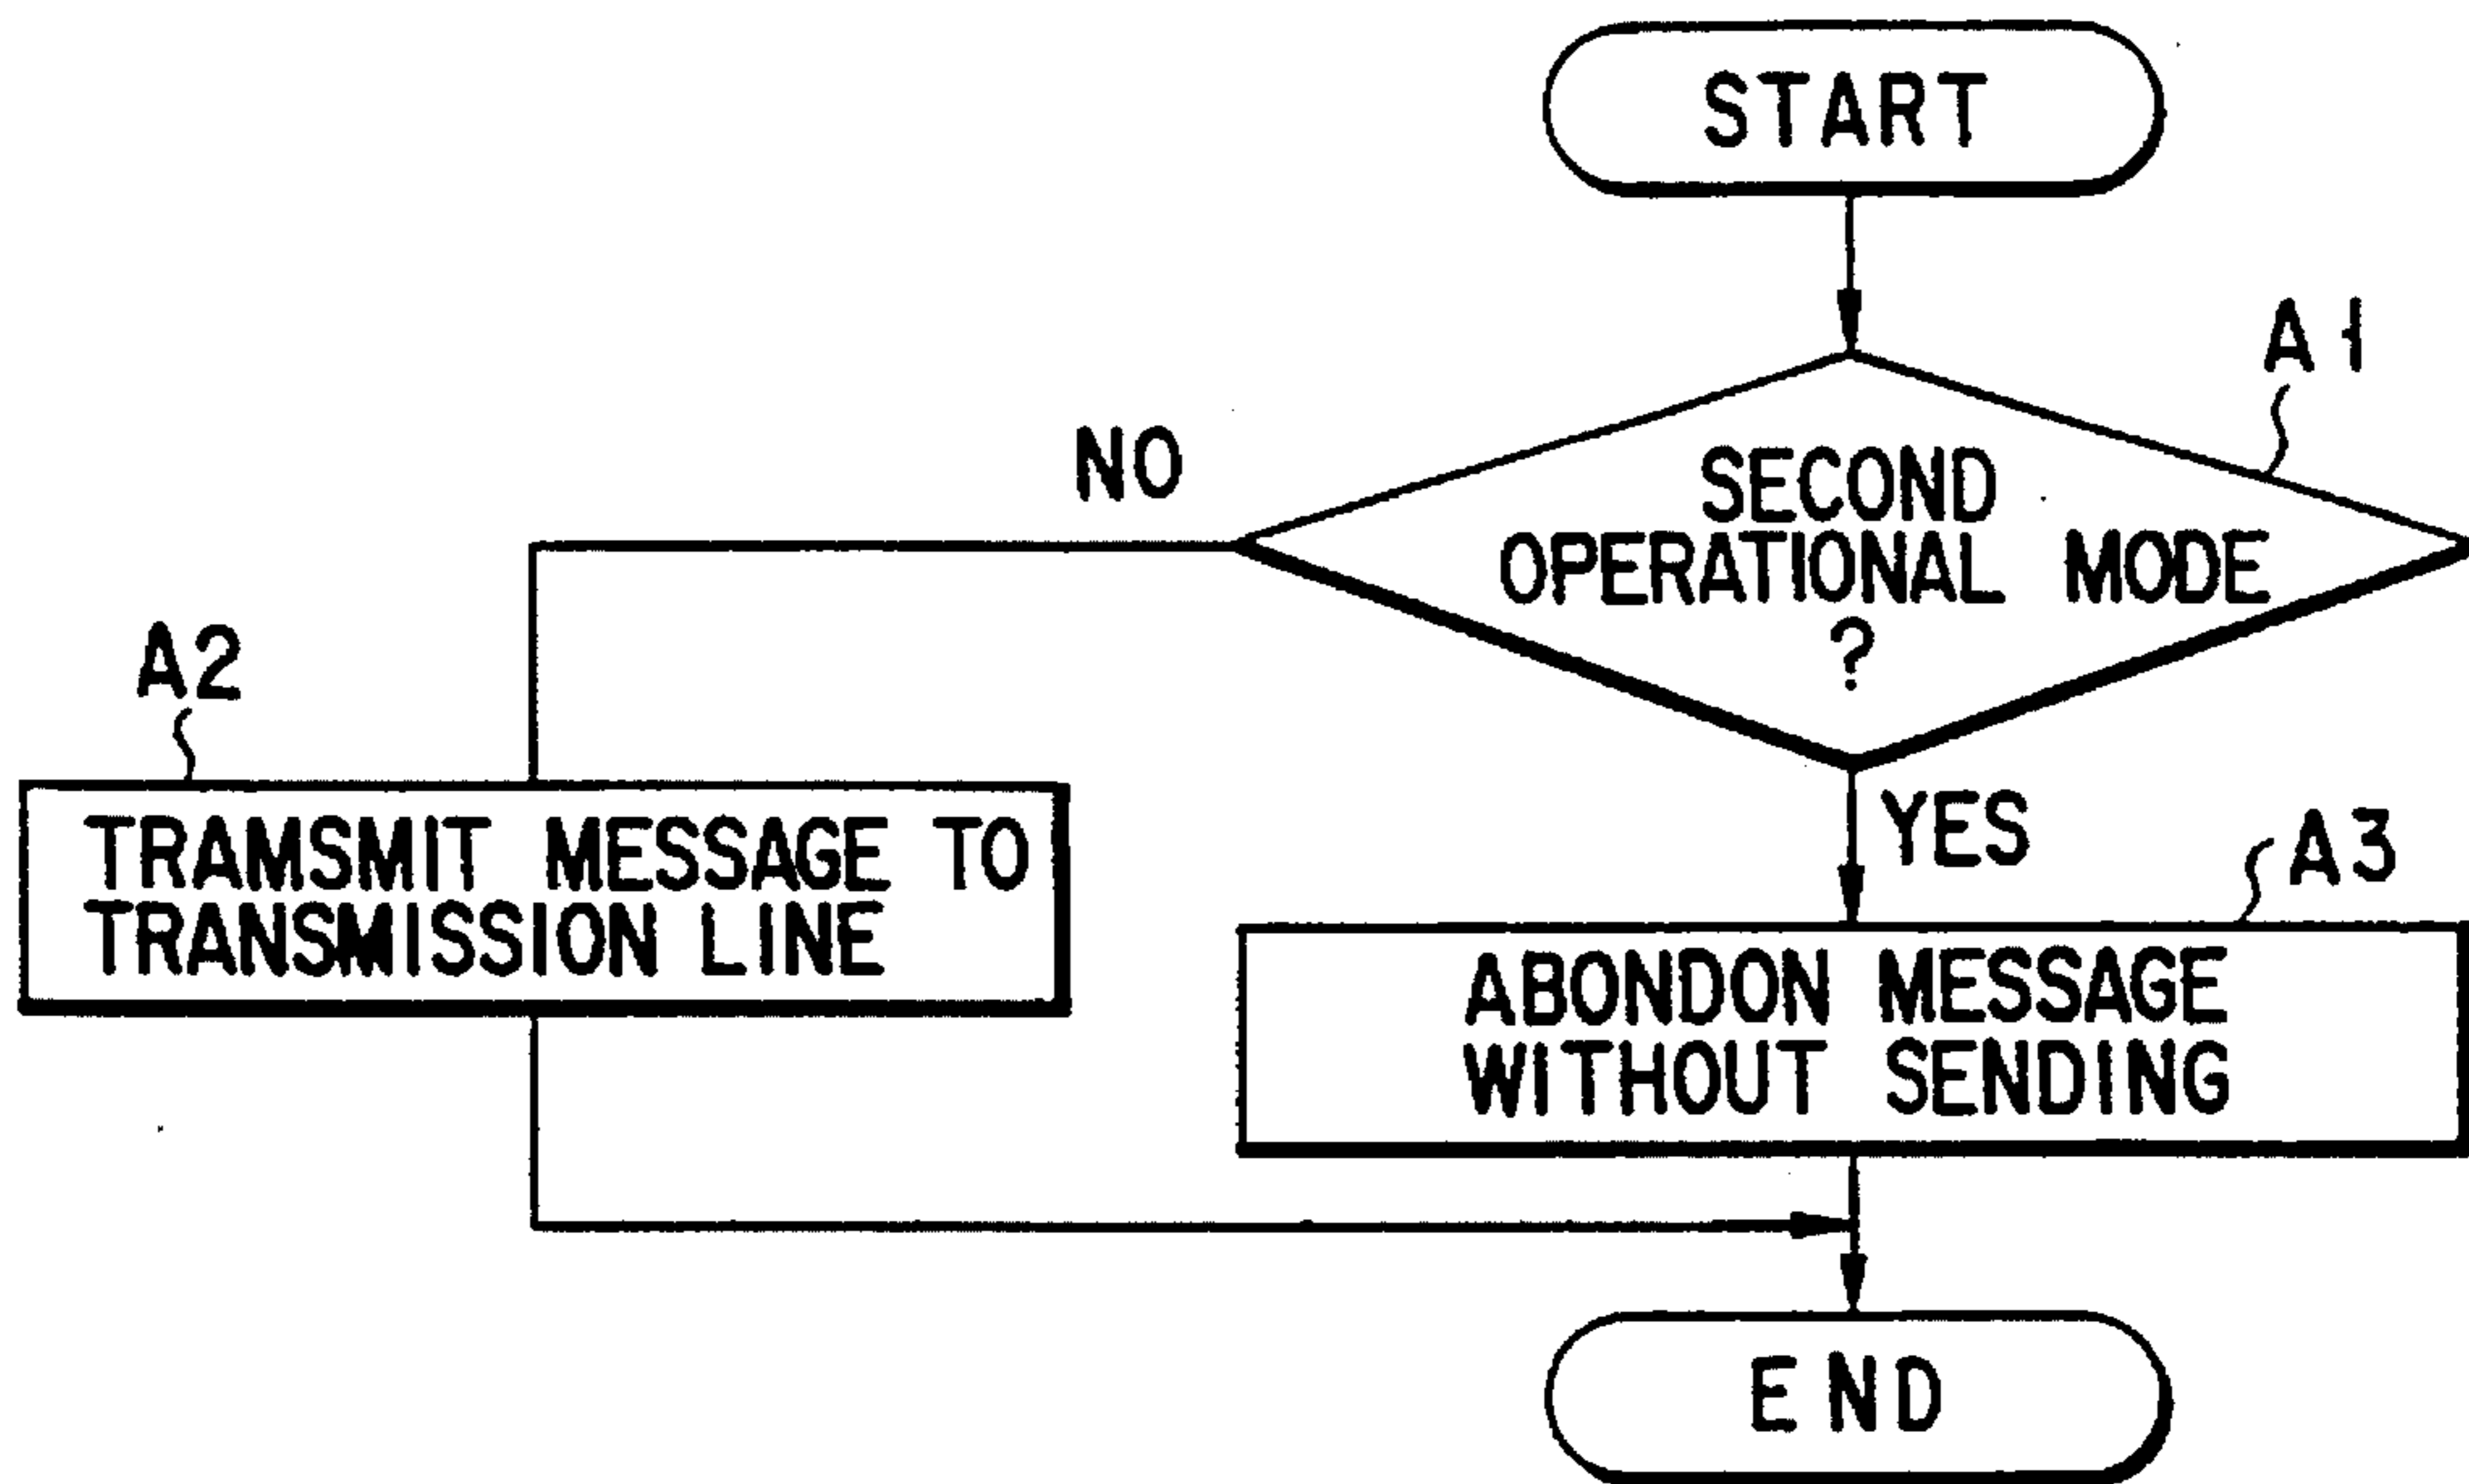 START
A1
NO
SECOND
OPERATIONAL MODE
?
A2
TRAMSMIT MESSAGE TO
TRANSMISSION LINE
YES
A3
ABONDON MESSAGE
WITHOUT SENDING
END